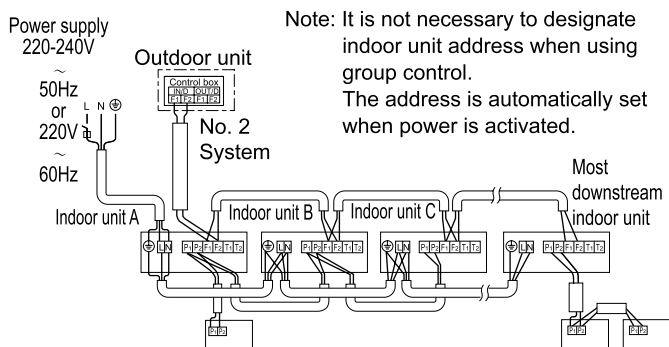 Power supply
220-240V
~
50Hz
or
220V
~
60Hz
L N
Outdoor unit
Control box
IN/D OUT/D
F1 F2 F1 F2
No. 2
System
Note: It is not necessary to designate
indoor unit address when using
group control.
The address is automatically set
when power is activated.
Indoor unit A
Indoor unit B
Indoor unit C
Most
downstream
indoor unit
L N P1 P2 F1 F2 T1 T2
L N P1 P2 F1 F2 T1 T2
L N P1 P2 F1 F2 T1 T2
L N P1 P2 F1 F2 T1 T2
P1 P2
P1 P2
P1 P2